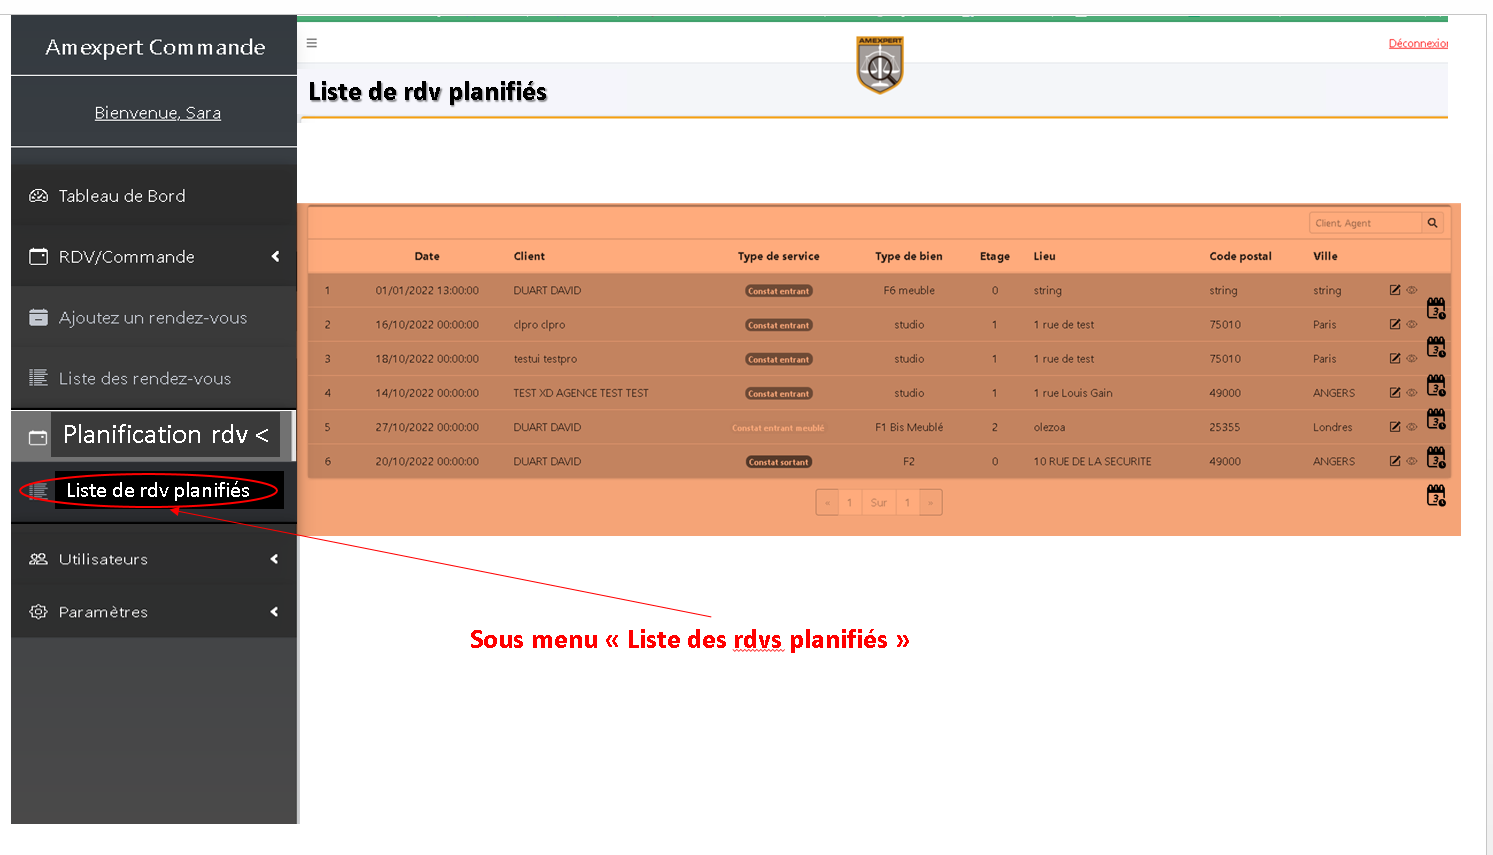 Amexpert Commande
Bienvenue, Sara
Tableau de Bord
RDV/Commande
Ajoutez un rendez-vous
Liste des rendez-vous
Planification rdv <
Liste de rdv planifiés
Utilisateurs
Paramètres
AMEXPERT
Déconnexion
Liste de rdv planifiés
Client, Agent
Date Client Type de service Type de bien Etage Lieu Code postal Ville
1 01/01/2022 13:00:00 DUART DAVID Constat entrant F6 meuble 0 string string string
2 16/10/2022 00:00:00 clpro clpro Constat entrant studio 1 1 rue de test 75010 Paris
3 18/10/2022 00:00:00 testui testpro Constat entrant studio 1 1 rue de test 75010 Paris
4 14/10/2022 00:00:00 TEST XD AGENCE TEST TEST Constat entrant studio 1 1 rue Louis Gain 49000 ANGERS
5 27/10/2022 00:00:00 DUART DAVID Constat entrant meublé F1 Bis Meublé 2 olezoa 25355 Londres
6 20/10/2022 00:00:00 DUART DAVID Constat sortant F2 0 10 RUE DE LA SECURITE 49000 ANGERS
« 1 Sur 1 »
Sous menu « Liste des rdvs planifiés »